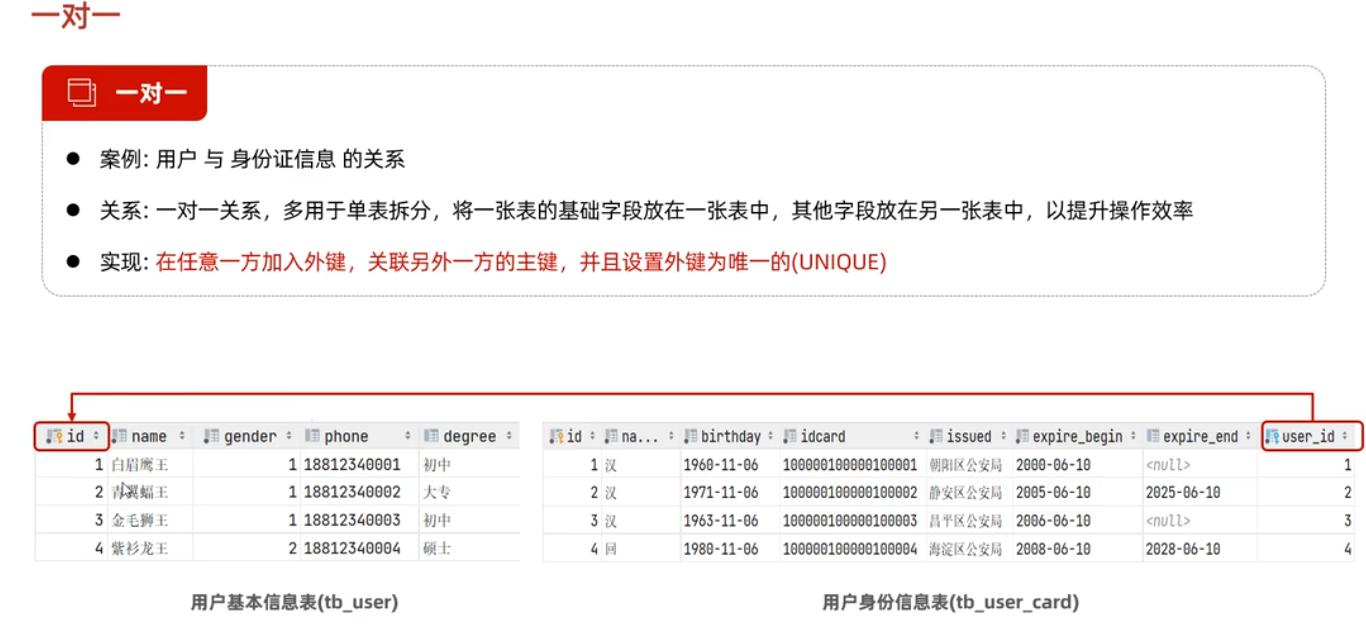 一对一
一对一
● 案例: 用户 与 身份证信息 的关系
● 关系: 一对一关系，多用于单表拆分，将一张表的基础字段放在一张表中，其他字段放在另一张表中，以提升操作效率
● 实现: 在任意一方加入外键，关联另外一方的主键，并且设置外键为唯一的(UNIQUE)
id name gender phone degree
1 白眉鹰王 1 18812340001 初中
2 青翼蝠王 1 18812340002 大专
3 金毛狮王 1 18812340003 初中
4 紫衫龙王 2 18812340004 硕士
用户基本信息表(tb_user)
id na... birthday idcard issued expire_begin expire_end user_id
1 汉 1960-11-06 100000100000100001 朝阳区公安局 2000-06-10 <null> 1
2 汉 1971-11-06 100000100000100002 静安区公安局 2005-06-10 2025-06-10 2
3 汉 1963-11-06 100000100000100003 昌平区公安局 2006-06-10 <null> 3
4 回 1980-11-06 100000100000100004 海淀区公安局 2008-06-10 2028-06-10 4
用户身份信息表(tb_user_card)